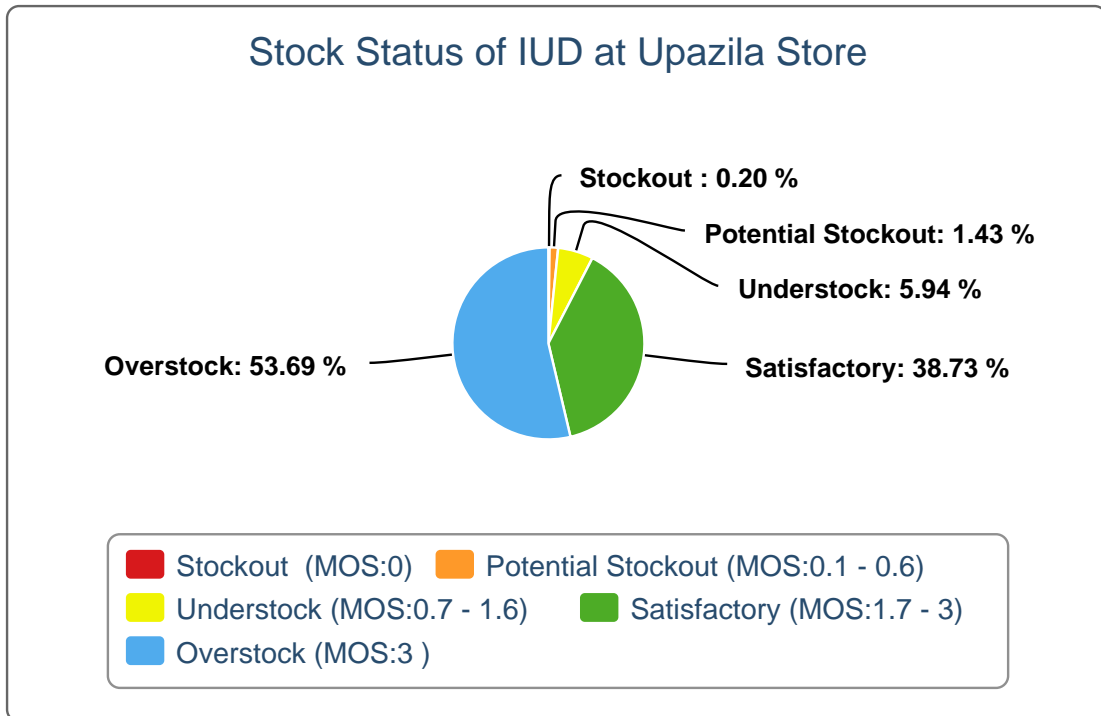 Stock Status of IUD at Upazila Store
Stockout : 0.20 %
Potential Stockout: 1.43 %
Understock: 5.94 %
Overstock: 53.69 %
Satisfactory: 38.73 %
Stockout (MOS:0) Potential Stockout (MOS:0.1 - 0.6)
Understock (MOS:0.7 - 1.6) Satisfactory (MOS:1.7 - 3)
Overstock (MOS:3 )